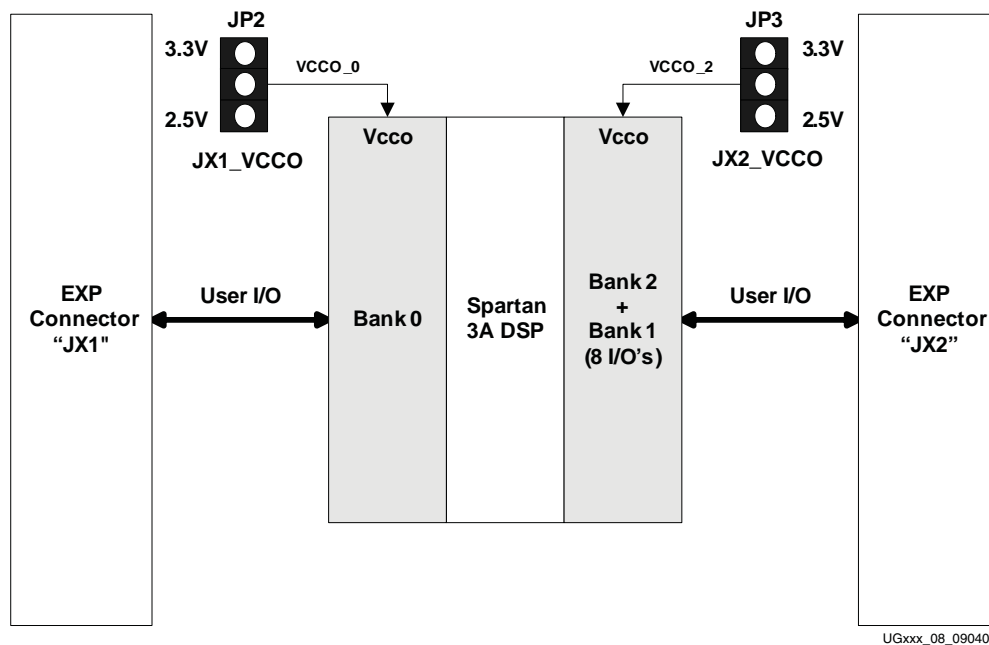 JP2
3.3V
VCCO_0
2.5V
JX1_VCCO
JP3
VCCO_2
3.3V
2.5V
JX2_VCCO
Vcco
Vcco
EXP
Connector
“JX1"
User I/O
Bank 0
Spartan
3A DSP
Bank 2
+
Bank 1
(8 I/O’s)
User I/O
EXP
Connector
“JX2”
UGxxx_08_09040